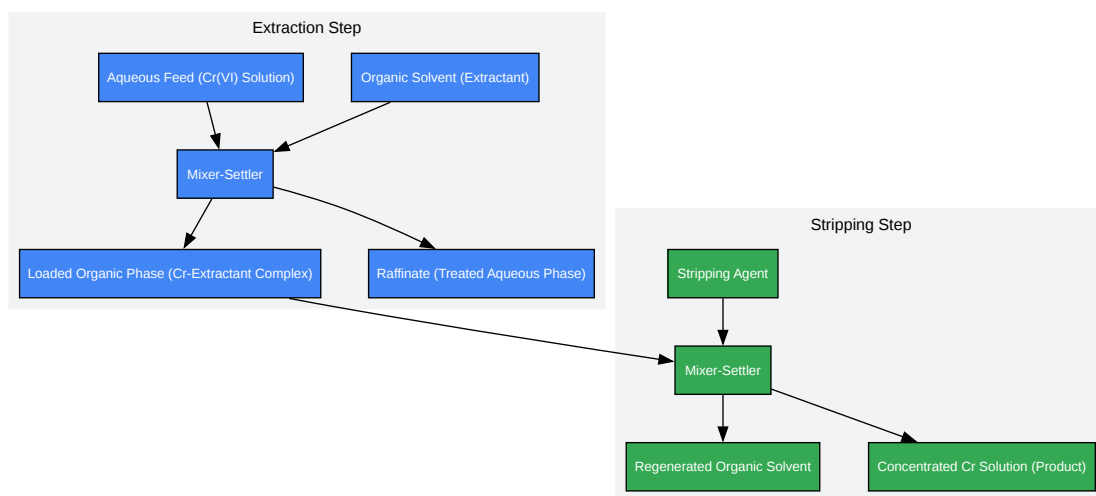 Extraction Step
Aqueous Feed (Cr(VI) Solution)
Organic Solvent (Extractant)
Mixer-Settler
Loaded Organic Phase (Cr-Extractant Complex)
Raffinate (Treated Aqueous Phase)
Stripping Step
Stripping Agent
Mixer-Settler
Regenerated Organic Solvent
Concentrated Cr Solution (Product)